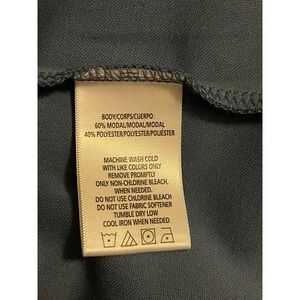 BODY/CORPS/CUERPO:
60% MODAL/MODAL/MODAL
40% POLYESTER/POLYESTER/POLIÉSTER
MACHINE WASH COLD
WITH LIKE COLORS ONLY
REMOVE PROMPTLY
ONLY NON-CHLORINE BLEACH,
WHEN NEEDED.
DO NOT USE CHLORINE BLEACH
DO NOT USE FABRIC SOFTENER
TUMBLE DRY LOW
COOL IRON WHEN NEEDED